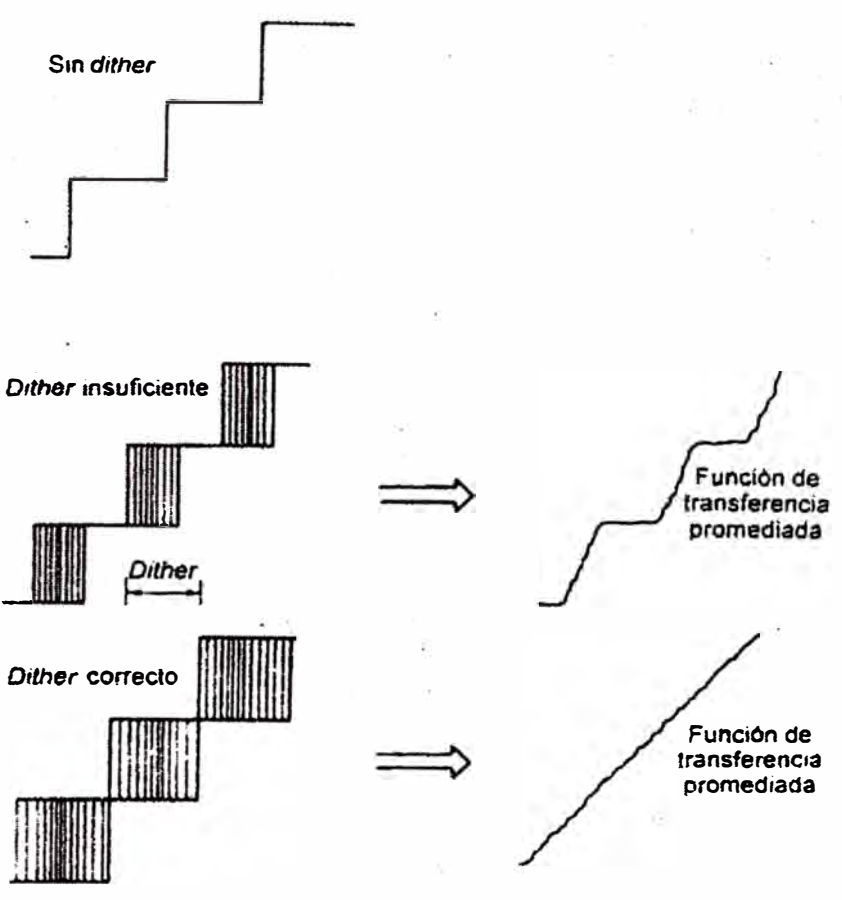 Sin dither
Dither insuficiente
Función de
transferencia
promediada
Dither
Dither correcto
Función de
transferencia
promediada